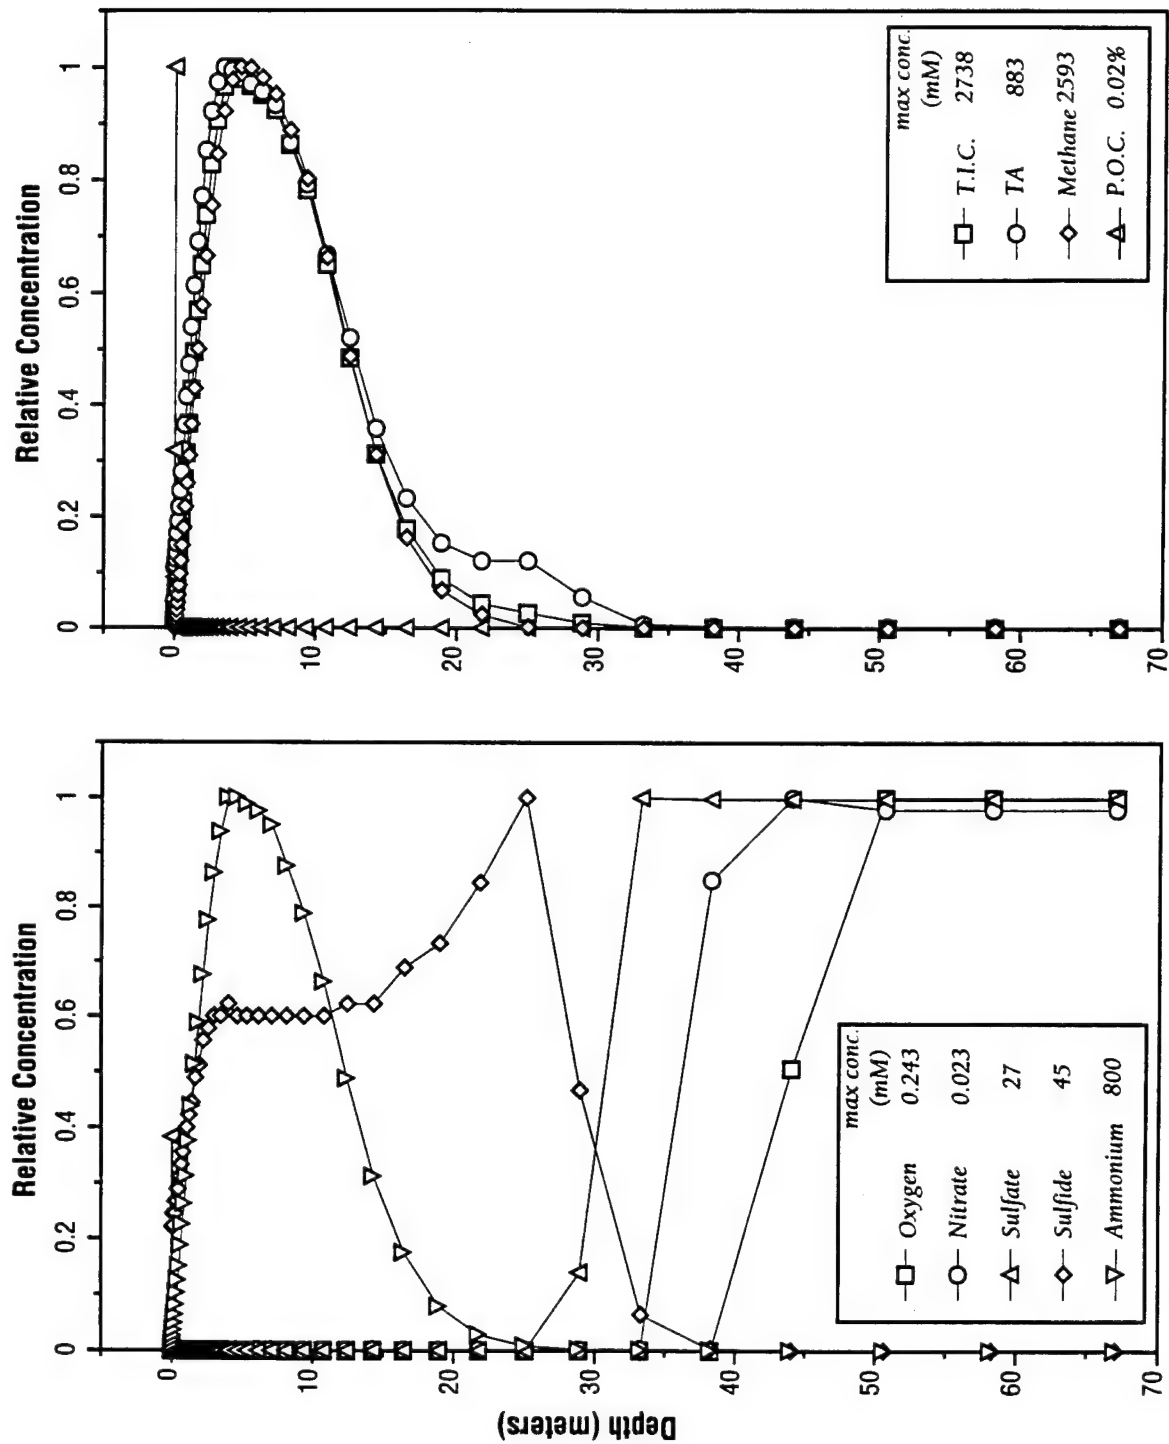 Relative Concentration
0 0.2 0.4 0.6 0.8 1
Depth (meters)
0
10
20
30
40
50
60
70
max conc.
(mM)
Oxygen 0.243
Nitrate 0.023
Sulfate 27
Sulfide 45
Ammonium 800
Relative Concentration
0 0.2 0.4 0.6 0.8 1
0
10
20
30
40
50
60
70
max conc.
(mM)
T.I.C. 2738
TA 883
Methane 2593
P.O.C. 0.02%